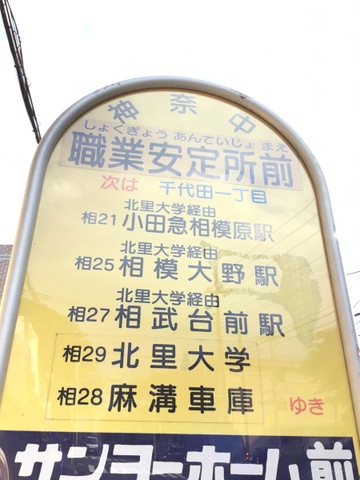 神奈中
しょくぎょう あんていじょ まえ
職業安定所前
次は 千代田一丁目
北里大学経由
相21 小田急相模原駅
北里大学経由
相25 相模大野駅
北里大学経由
相27 相武台前駅
相29 北里大学
相28 麻溝車庫 ゆき
サンヨーホーム前